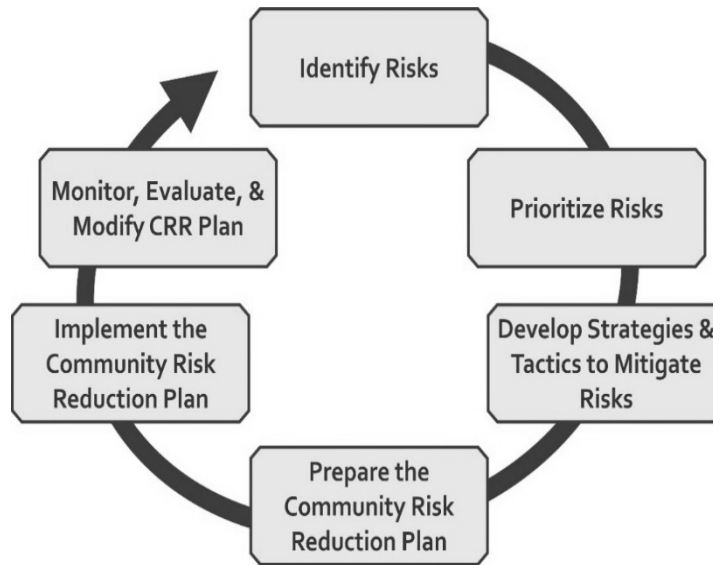 Identify Risks
Prioritize Risks
Develop Strategies &
Tactics to Mitigate
Risks
Prepare the
Community Risk
Reduction Plan
Implement the
Community Risk
Reduction Plan
Monitor, Evaluate, &
Modify CRR Plan